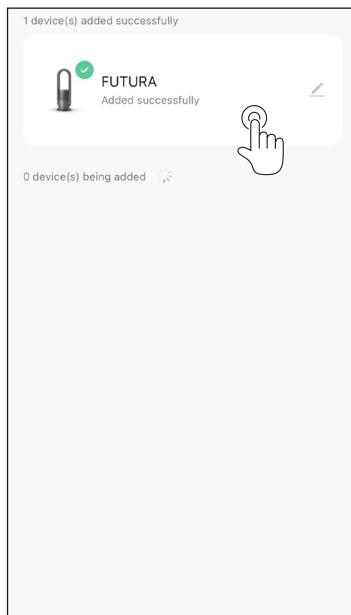 1 device(s) added successfully
FUTURA
Added successfully
0 device(s) being added